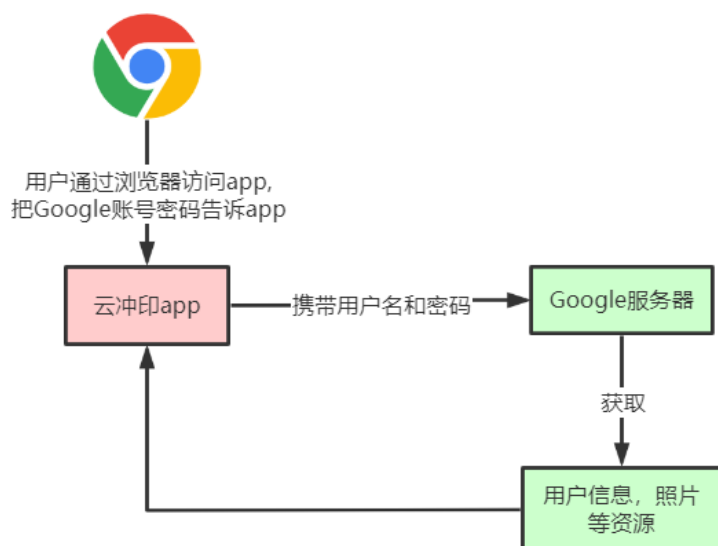 用户通过浏览器访问app,
把Google账号密码告诉app
云冲印app
携带用户名和密码
Google服务器
获取
用户信息，照片
等资源